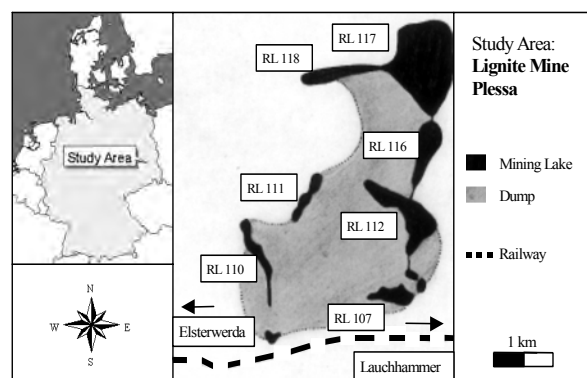 Study Area
N
W E
S
RL 117
RL 118
RL 116
RL 111
RL 112
RL 110
RL 107
Elsterwerda
Lauchhammer
Study Area:
Lignite Mine
Plessa
Mining Lake
Dump
Railway
1 km